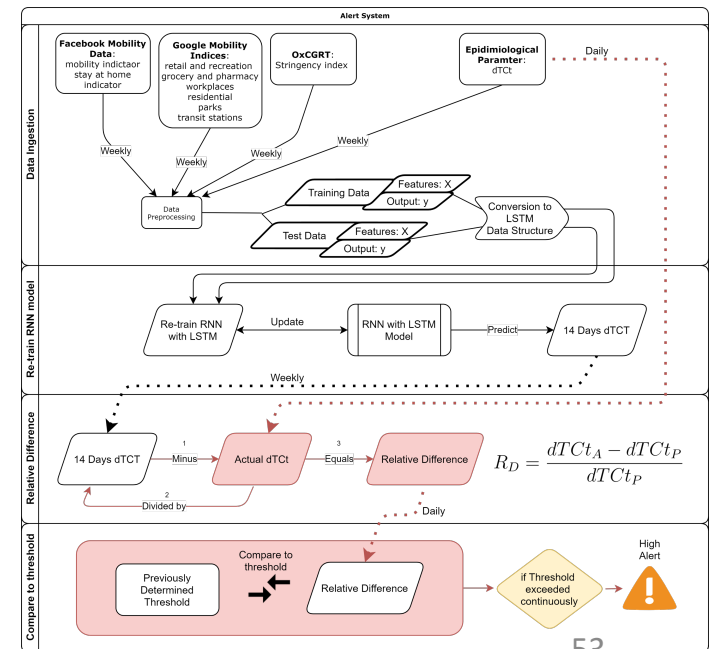 Alert System
Data Ingestion
Facebook Mobility
Data:
mobility indictaor
stay at home
indicator
Google Mobility
Indices:
retail and recreation
grocery and pharmacy
workplaces
residential
parks
transit stations
OxCGRT:
Stringency index
Epidimiological
Paramter:
dTCt
Daily
Weekly
Weekly
Weekly
Weekly
Data
Preprocessing
Training Data
Features: X
Output: y
Test Data
Features: X
Output: y
Conversion to
LSTM
Data Structure
Re-train RNN model
Re-train RNN
with LSTM
Update
RNN with LSTM
Model
Predict
14 Days dTCT
Weekly
Relative Difference
14 Days dTCT
1
Minus
Actual dTCt
3
Equals
Relative Difference
2
Divided by
R_D = \frac{dTCt_A - dTCt_P}{dTCt_P}
Daily
Compare to threshold
Previously
Determined
Threshold
Compare to
threshold
Relative Difference
if Threshold
exceeded
continuously
High
Alert